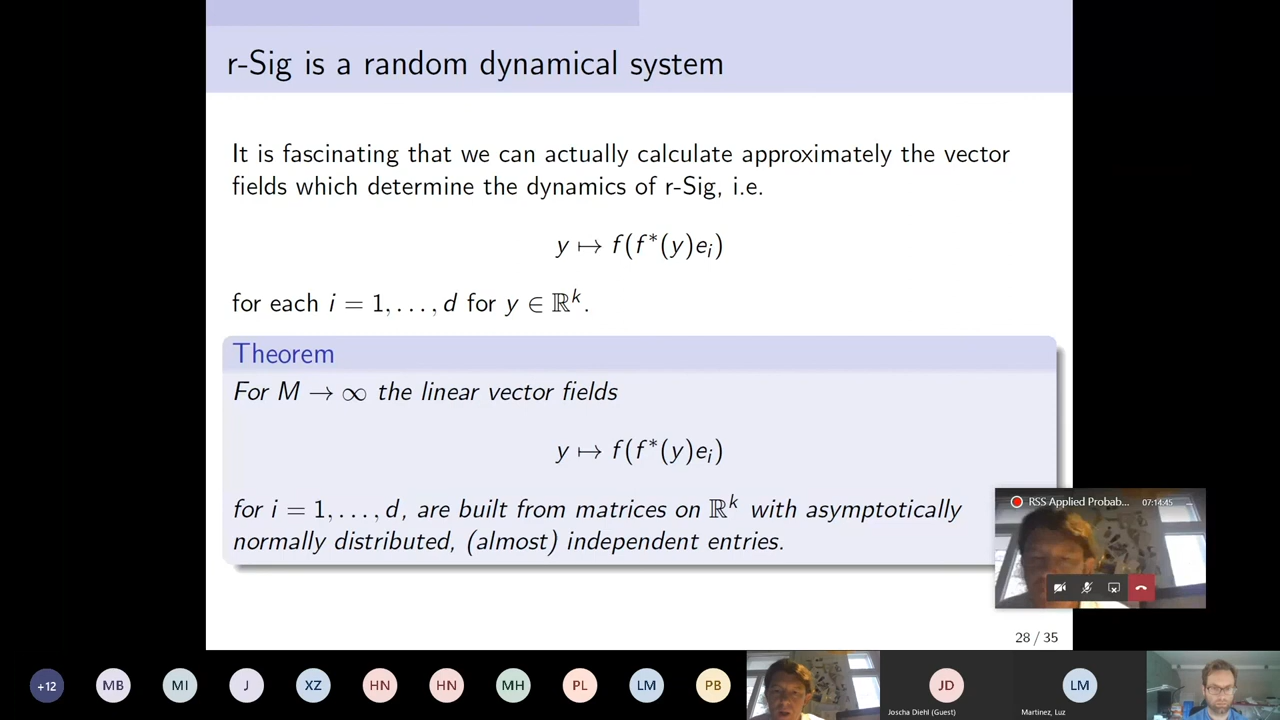 r-Sig is a random dynamical system
It is fascinating that we can actually calculate approximately the vector
fields which determine the dynamics of r-Sig, i.e.
y ↦ f(f*(y)eᵢ)
for each i = 1, . . . , d for y ∈ ℝᵏ.
Theorem
For M → ∞ the linear vector fields
y ↦ f(f*(y)eᵢ)
for i = 1, . . . , d, are built from matrices on ℝᵏ with asymptotically
normally distributed, (almost) independent entries.
RSS Applied Probab... 07:14:45
28 / 35
+12 MB MI J XZ HN HN MH PL LM PB JD LM
Joscha Diehl (Guest) Martinez, Luz